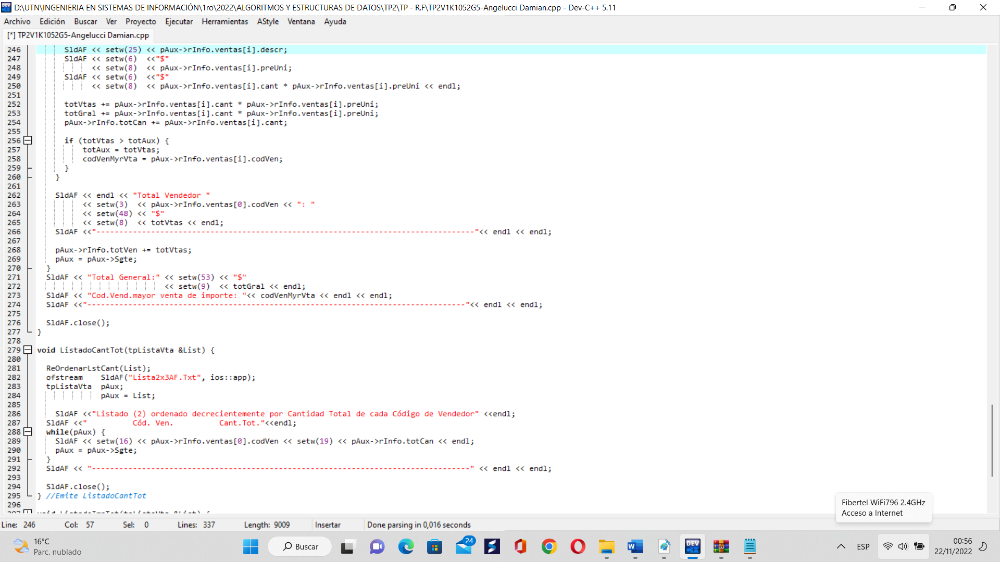 D:\UTN\INGENIERIA EN SISTEMAS DE INFORMACIÓN\1ro\2022\ALGORITMOS Y ESTRUCTURAS DE DATOS\TP2\TP - R.F\TP2V1K1052G5-Angelucci Damian.cpp - Dev-C++ 5.11
Archivo Edición Buscar Ver Proyecto Ejecutar Herramientas AStyle Ventana Ayuda
[*] TP2V1K1052G5-Angelucci Damian.cpp
246 SldAF << setw(25) << pAux->rInfo.ventas[i].descr;
247 SldAF << setw(6)  <<"$"
248 << setw(8)  << pAux->rInfo.ventas[i].preUni;
249 SldAF << setw(6)  <<"$"
250 << setw(8)  << pAux->rInfo.ventas[i].cant * pAux->rInfo.ventas[i].preUni << endl;
251
252 totVtas += pAux->rInfo.ventas[i].cant * pAux->rInfo.ventas[i].preUni;
253 totGral += pAux->rInfo.ventas[i].cant * pAux->rInfo.ventas[i].preUni;
254 pAux->rInfo.totCan += pAux->rInfo.ventas[i].cant;
255
256 if (totVtas > totAux) {
257 totAux = totVtas;
258 codVenMyrVta = pAux->rInfo.ventas[i].codVen;
259 }
260 }
261
262 SldAF << endl << "Total Vendedor "
263 << setw(3)  << pAux->rInfo.ventas[0].codVen << ": "
264 << setw(48) << "$"
265 << setw(8)  << totVtas << endl;
266 SldAF <<"-----------------------------------------------------------------------------------"<< endl << endl;
267
268 pAux->rInfo.totVen += totVtas;
269 pAux = pAux->Sgte;
270 }
271 SldAF << "Total General:" << setw(53) << "$"
272 << setw(9)  << totGral << endl;
273 SldAF << "Cod.Vend.mayor venta de importe: "<< codVenMyrVta << endl << endl;
274 SldAF <<"-----------------------------------------------------------------------------------"<< endl << endl;
275
276 SldAF.close();
277 }
278
279 void ListadoCantTot(tpListaVta &List) {
280
281 ReOrdenarLstCant(List);
282 ofstream    SldAF("Lista2x3AF.Txt", ios::app);
283 tpListaVta  pAux;
284 pAux = List;
285
286 SldAF <<"Listado (2) ordenado decrecientemente por Cantidad Total de cada Código de Vendedor" <<endl;
287 SldAF <<"          Cód. Ven.          Cant.Tot."<<endl;
288 while(pAux) {
289 SldAF << setw(16) << pAux->rInfo.ventas[0].codVen << setw(19) << pAux->rInfo.totCan << endl;
290 pAux = pAux->Sgte;
291 }
292 SldAF << "-----------------------------------------------------------------------------------" << endl << endl;
293
294 SldAF.close();
295 } //Emite ListadoCantTot
296
297 void ListadoImpTot(tpListaVta &List) {
Fibertel WiFi796 2.4GHz
Acceso a Internet
Line: 246 Col: 57 Sel: 0 Lines: 337 Length: 9009 Insertar Done parsing in 0,016 seconds
16°C
Parc. nublado
Buscar
24
DEV
C++
ESP
00:56
22/11/2022